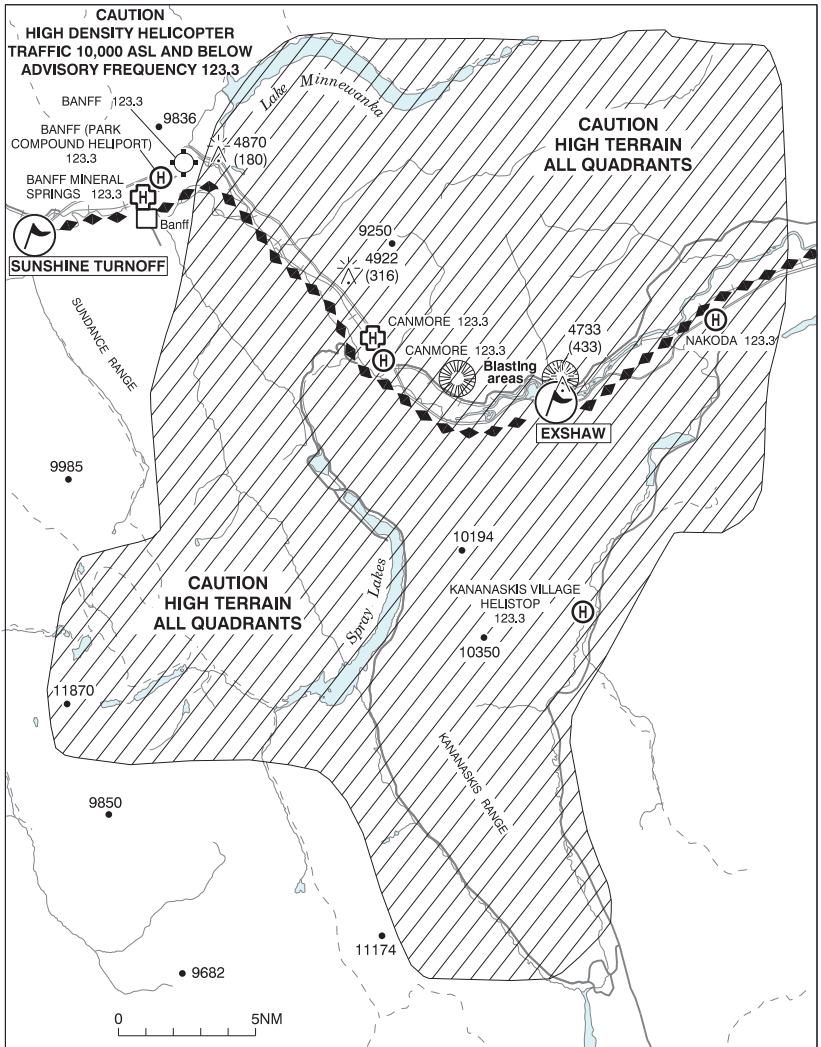 CAUTION
HIGH DENSITY HELICOPTER
TRAFFIC 10,000 ASL AND BELOW
ADVISORY FREQUENCY 123.3
BANFF 123.3
9836
BANFF (PARK
COMPOUND HELIPORT)
123.3
BANFF MINERAL
SPRINGS 123.3
H
H
Banff
SUNSHINE TURNOFF
Lake Minnewanka
4870
(180)
CAUTION
HIGH TERRAIN
ALL QUADRANTS
9250
4922
(316)
SUNDANCE RANGE
CANMORE 123.3
H
CANMORE 123.3
H
Blasting
areas
4733
(433)
H
NAKODA 123.3
EXSHAW
9985
10194
CAUTION
HIGH TERRAIN
ALL QUADRANTS
Spray Lakes
KANANASKIS VILLAGE
HELISTOP
123.3
H
10350
11870
KANANASKIS RANGE
9850
11174
9682
0 5NM